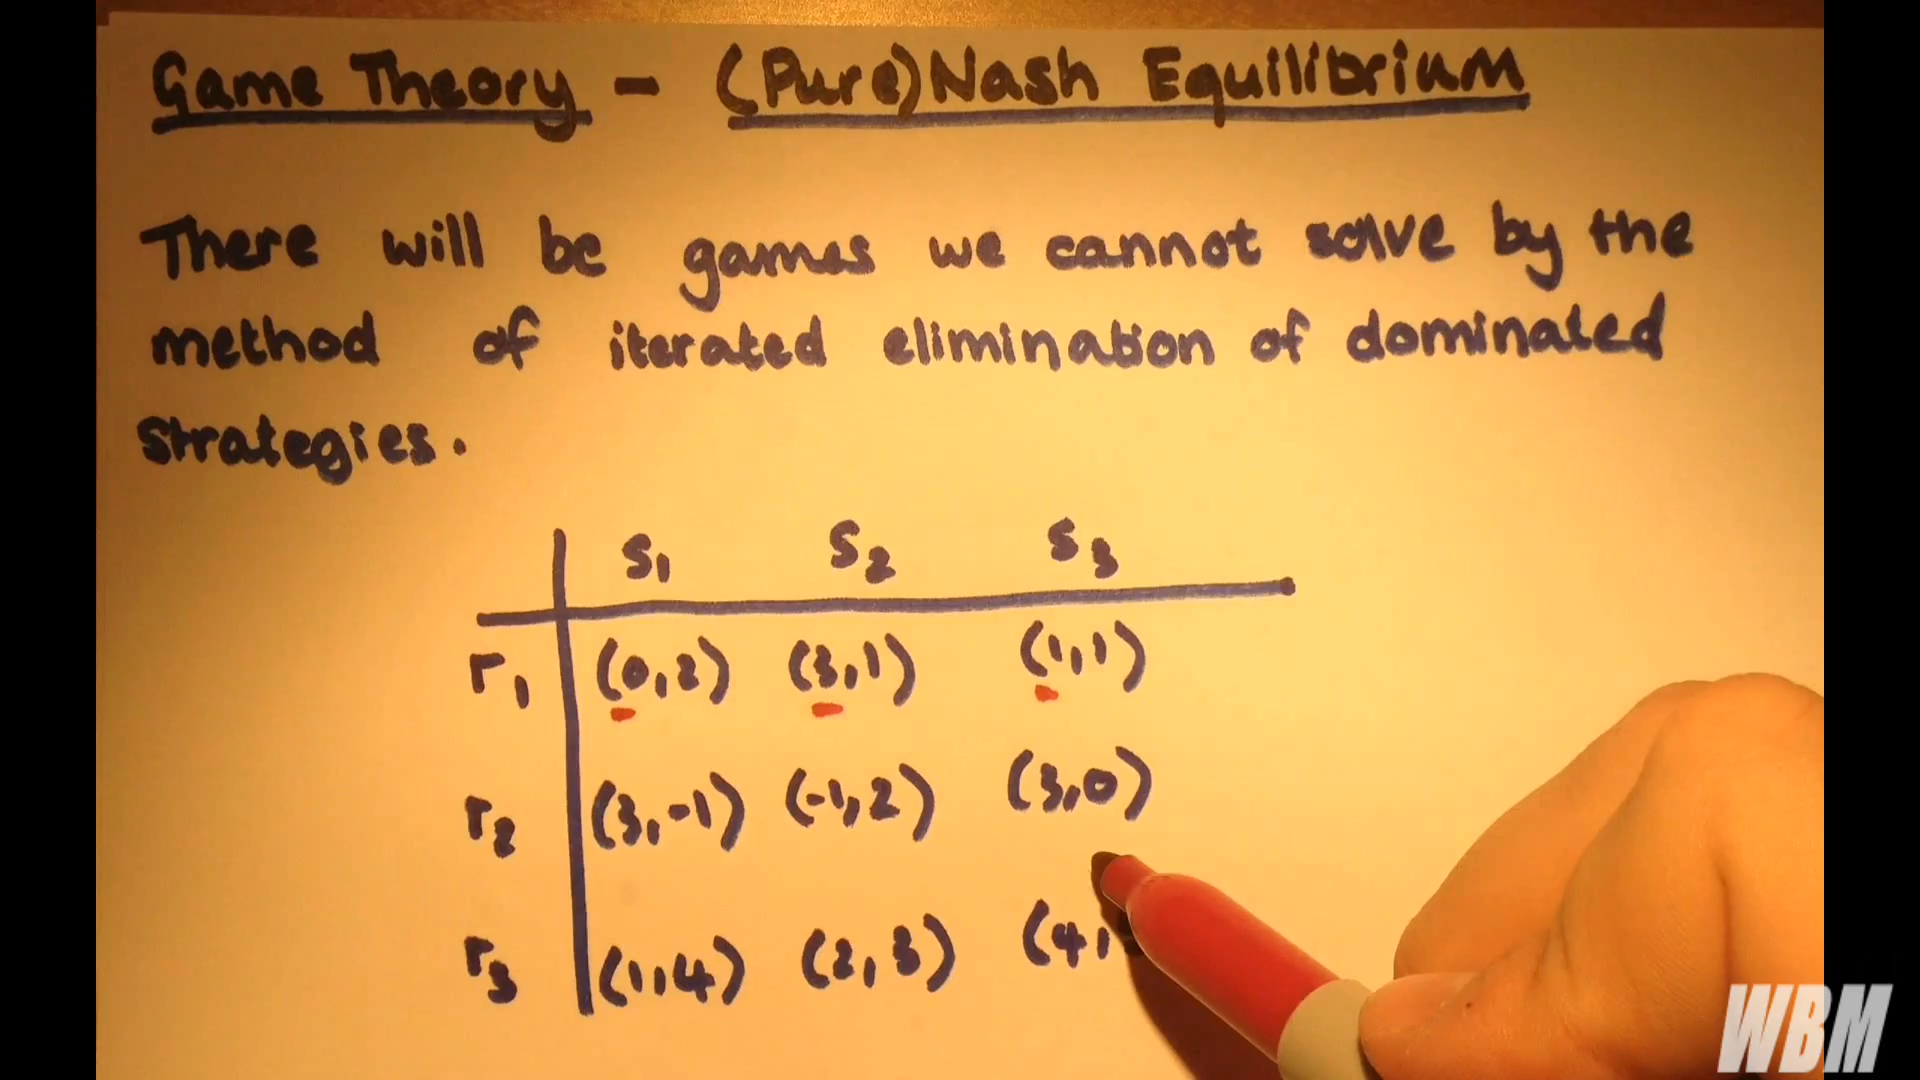 Game Theory - (Pure) Nash Equilibrium
There will be games we cannot solve by the
method of iterated elimination of dominated
strategies.
S1 S2 S3
r1 (0,2) (3,1) (1,1)
r2 (3,-1) (-1,2) (3,0)
r3 (1,4) (2,3) (4,
WBM